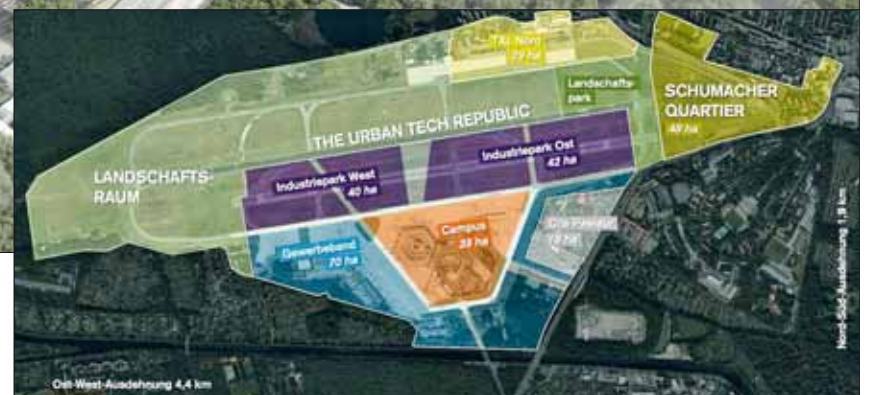 TXL Nord
Landschafts-
park
SCHUMACHER
QUARTIER
48 ha
THE URBAN TECH REPUBLIC
LANDSCHAFTS-
RAUM
Industriepark Ost
42 ha
Industriepark West
40 ha
Campus
Gewerbeband
70 ha
Nord-Süd-Ausdehnung 1,9 km
Ost-West-Ausdehnung 4,4 km